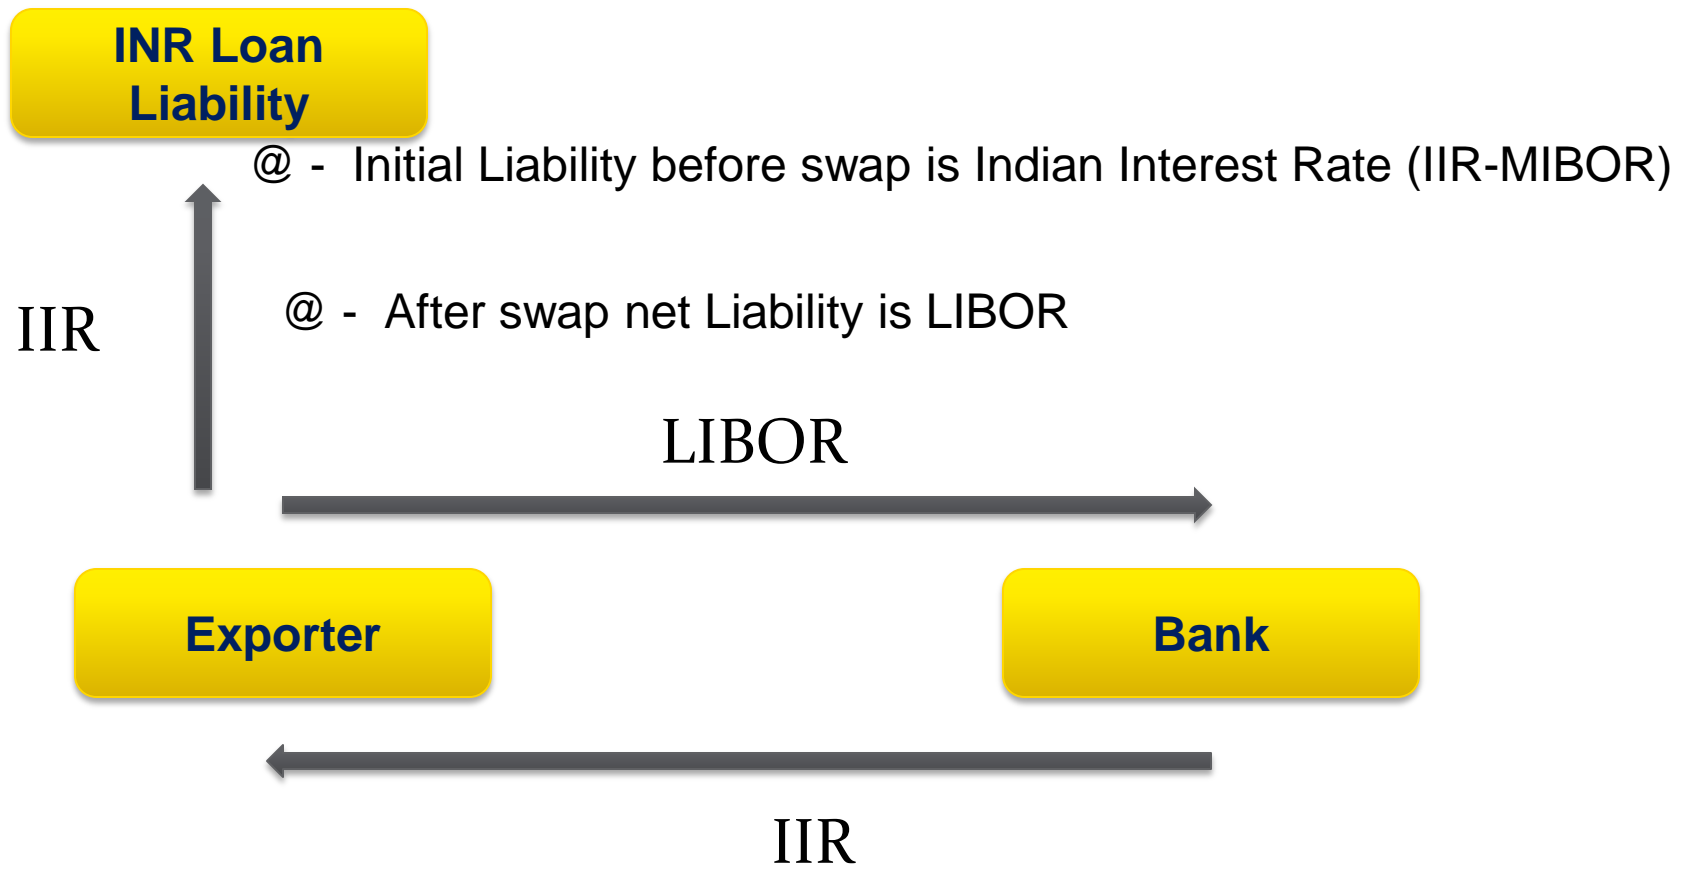 INR Loan
Liability
@ - Initial Liability before swap is Indian Interest Rate (IIR-MIBOR)
@ - After swap net Liability is LIBOR
IIR
LIBOR
Exporter
Bank
IIR